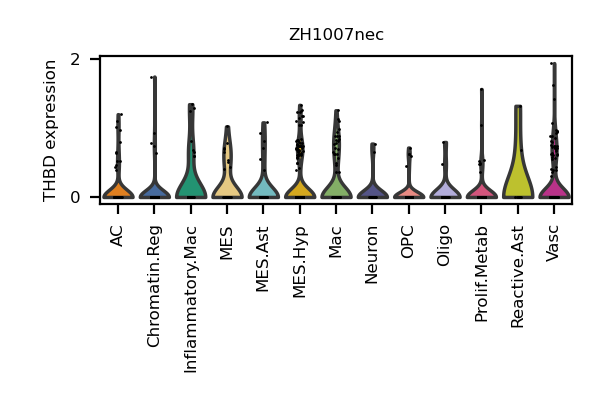 ZH1007nec
THBD expression
2
0
AC
Chromatin.Reg
Inflammatory.Mac
MES
MES.Ast
MES.Hyp
Mac
Neuron
OPC
Oligo
Prolif.Metab
Reactive.Ast
Vasc